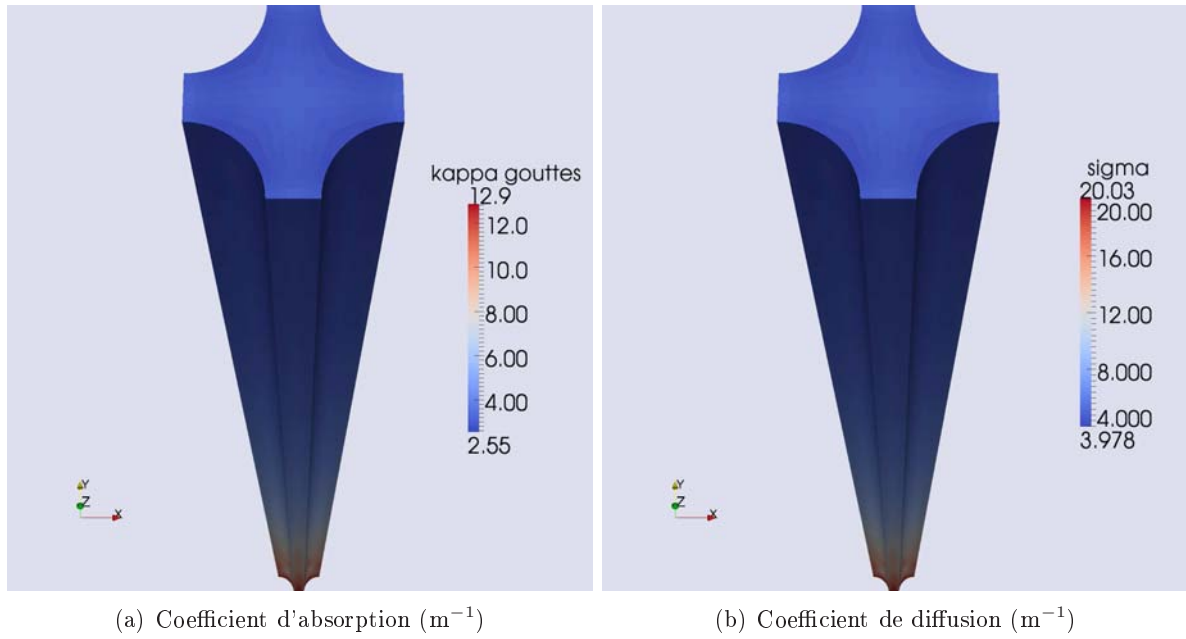 kappa gouttes
12.9
12.0
10.0
8.00
6.00
4.00
2.55
Y
Z
X
(a) Coefficient d'absorption (m⁻¹)
sigma
20.03
20.00
16.00
12.00
8.000
4.000
3.978
Y
Z
X
(b) Coefficient de diffusion (m⁻¹)